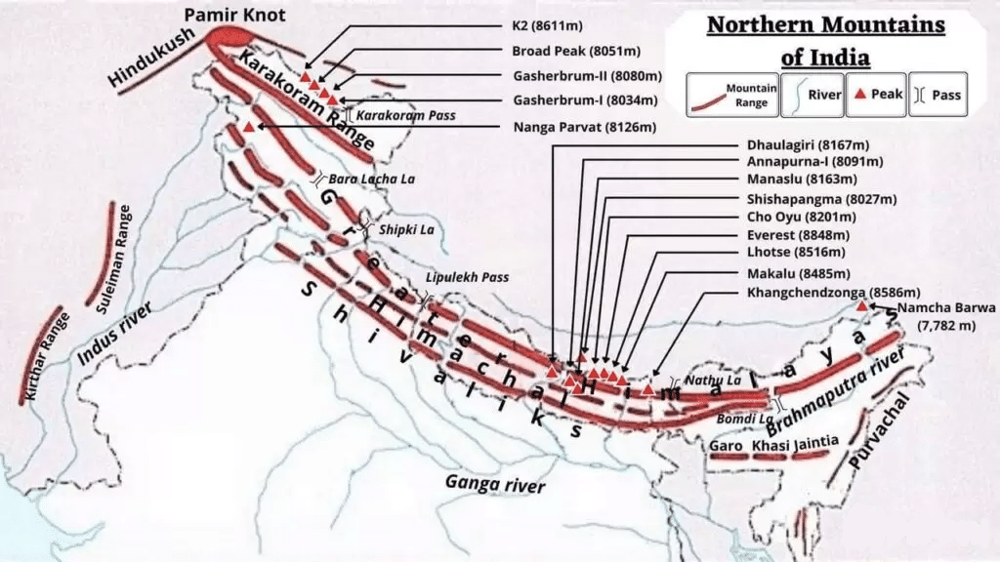 Northern Mountains
of India
Mountain
Range
River
Peak
Pass
Pamir Knot
Hindukush
Karakoram Range
K2 (8611m)
Broad Peak (8051m)
Gasherbrum-II (8080m)
Gasherbrum-I (8034m)
Karakoram Pass
Nanga Parvat (8126m)
Dhaulagiri (8167m)
Annapurna-I (8091m)
Manaslu (8163m)
Shishapangma (8027m)
Cho Oyu (8201m)
Everest (8848m)
Lhotse (8516m)
Makalu (8485m)
Khangchendzonga (8586m)
Bara Lacha La
Shipki La
Lipulekh Pass
Namcha Barwa
(7,782 m)
Suleiman Range
Kirthar Range
Indus river
Great Himalayas
Himachal
Shivaliks
Nathu La
Bomdi La
Brahmaputra river
Garo Khasi Jaintia
Purvachal
Ganga river